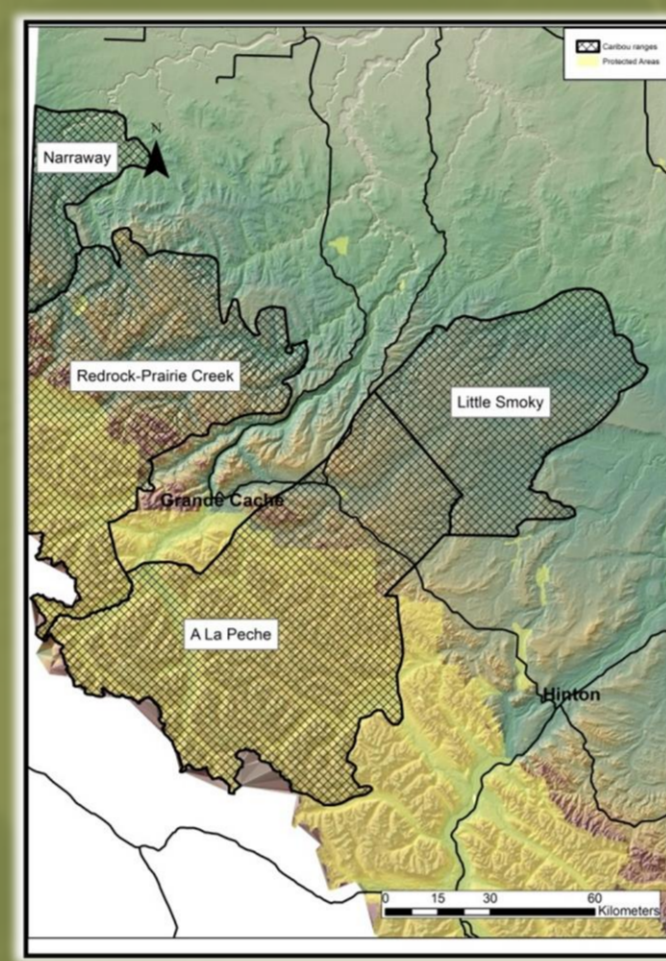 Caribou ranges
Protected Areas
N
Narraway
Redrock-Prairie Creek
Little Smoky
Grande Cache
A La Peche
Hinton
0 15 30 60
Kilometers